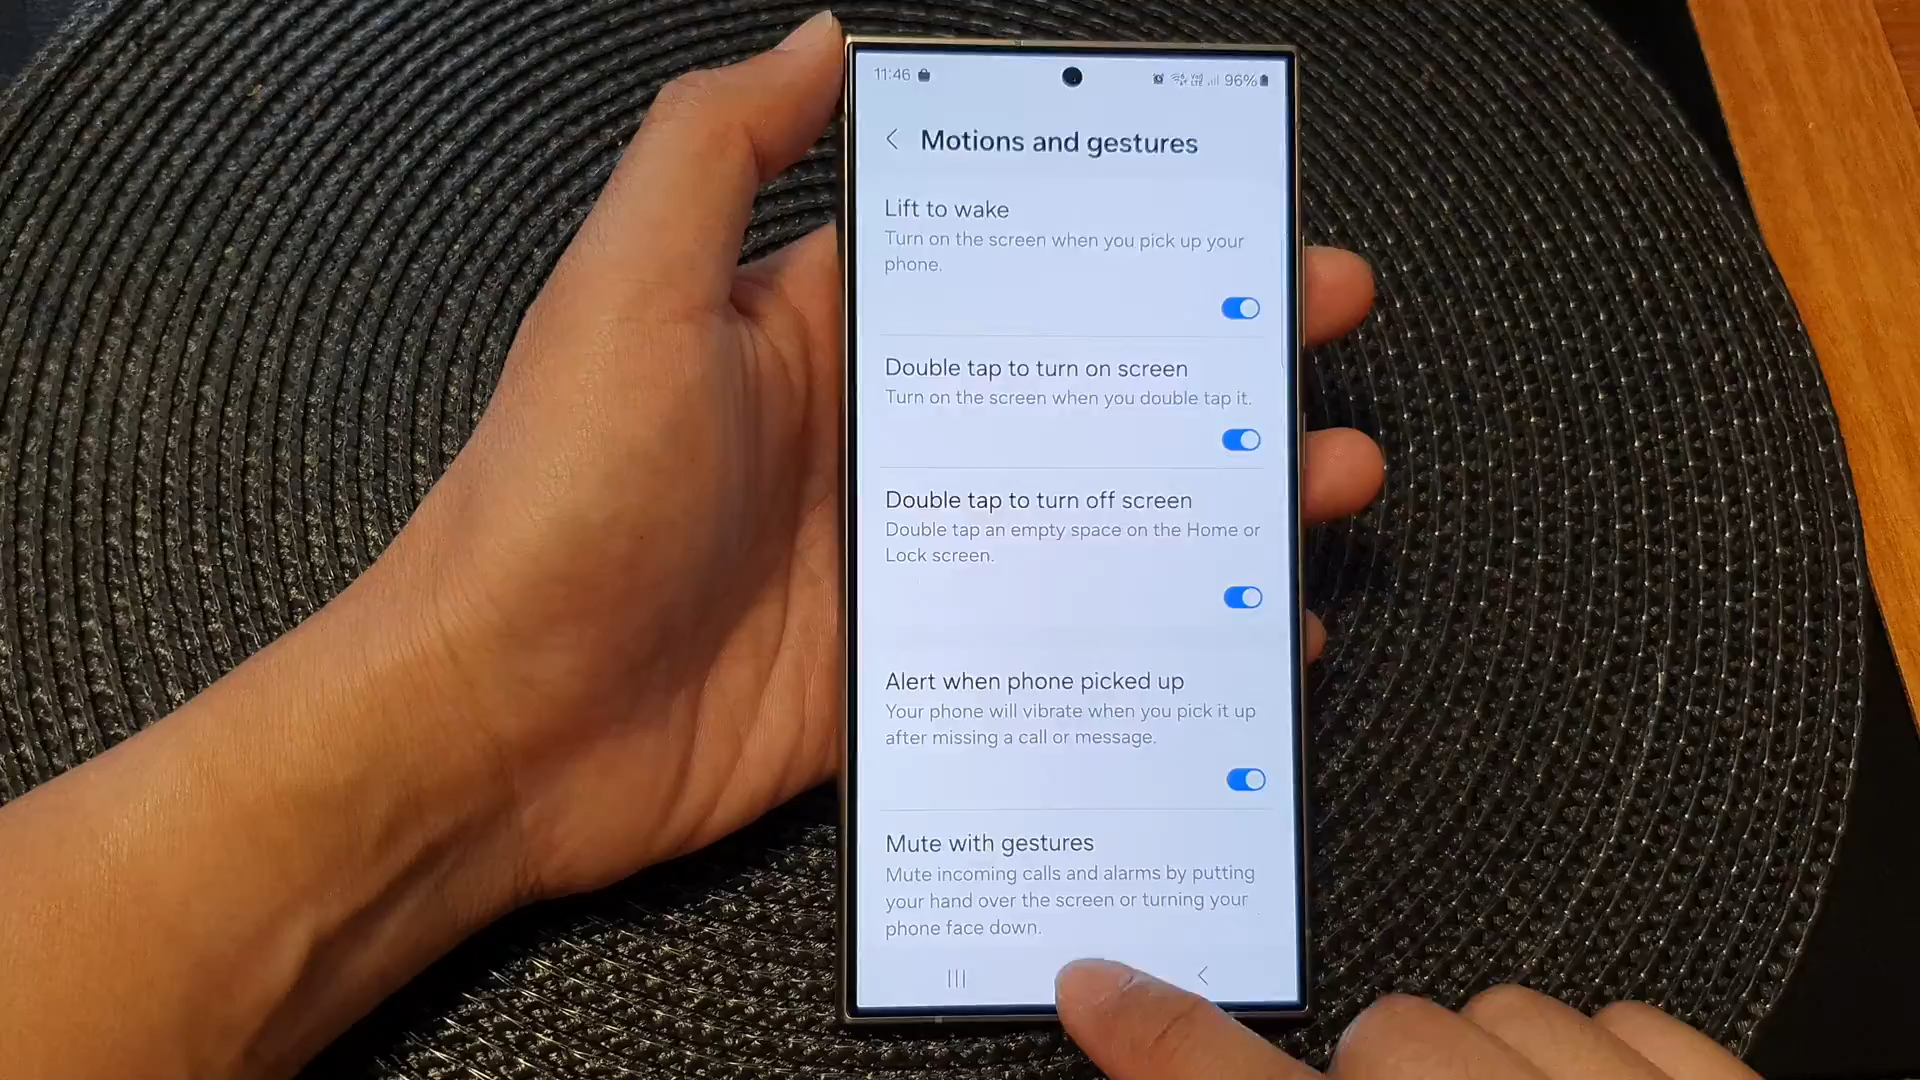 11:46 96%
Motions and gestures
Lift to wake
Turn on the screen when you pick up your
phone.
Double tap to turn on screen
Turn on the screen when you double tap it.
Double tap to turn off screen
Double tap an empty space on the Home or
Lock screen.
Alert when phone picked up
Your phone will vibrate when you pick it up
after missing a call or message.
Mute with gestures
Mute incoming calls and alarms by putting
your hand over the screen or turning your
phone face down.